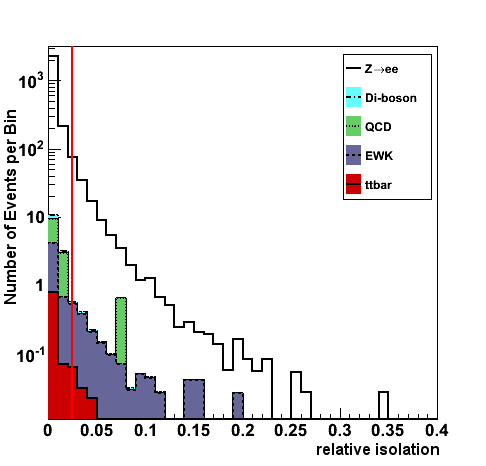 Number of Events per Bin
10³
10²
10
1
10⁻¹
Z→ee
Di-boson
QCD
EWK
ttbar
0 0.05 0.1 0.15 0.2 0.25 0.3 0.35 0.4
relative isolation